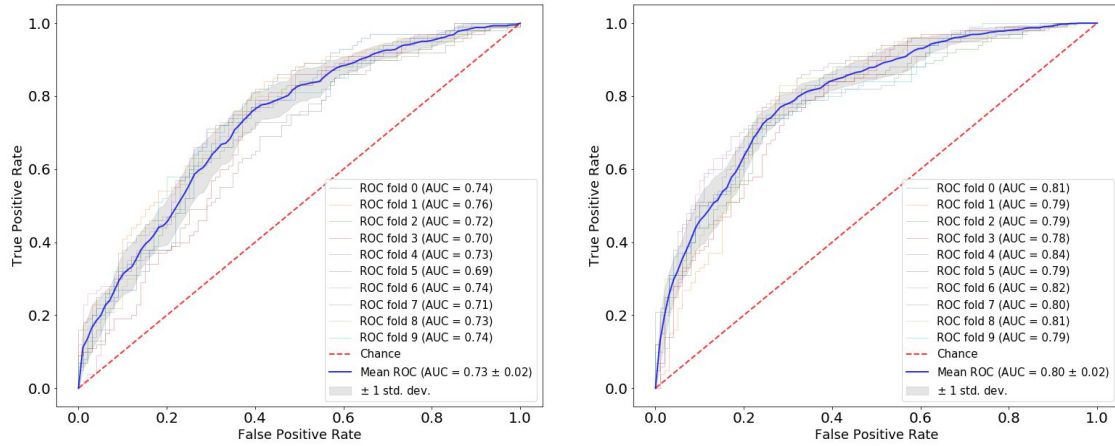 1.0
0.8
0.6
0.4
0.2
0.0
True Positive Rate
ROC fold 0 (AUC = 0.74)
ROC fold 1 (AUC = 0.76)
ROC fold 2 (AUC = 0.72)
ROC fold 3 (AUC = 0.70)
ROC fold 4 (AUC = 0.73)
ROC fold 5 (AUC = 0.69)
ROC fold 6 (AUC = 0.74)
ROC fold 7 (AUC = 0.71)
ROC fold 8 (AUC = 0.73)
ROC fold 9 (AUC = 0.74)
Chance
Mean ROC (AUC = 0.73 ± 0.02)
± 1 std. dev.
0.0 0.2 0.4 0.6 0.8 1.0
False Positive Rate
1.0
0.8
0.6
0.4
0.2
0.0
True Positive Rate
ROC fold 0 (AUC = 0.81)
ROC fold 1 (AUC = 0.79)
ROC fold 2 (AUC = 0.79)
ROC fold 3 (AUC = 0.78)
ROC fold 4 (AUC = 0.84)
ROC fold 5 (AUC = 0.79)
ROC fold 6 (AUC = 0.82)
ROC fold 7 (AUC = 0.80)
ROC fold 8 (AUC = 0.81)
ROC fold 9 (AUC = 0.79)
Chance
Mean ROC (AUC = 0.80 ± 0.02)
± 1 std. dev.
0.0 0.2 0.4 0.6 0.8 1.0
False Positive Rate